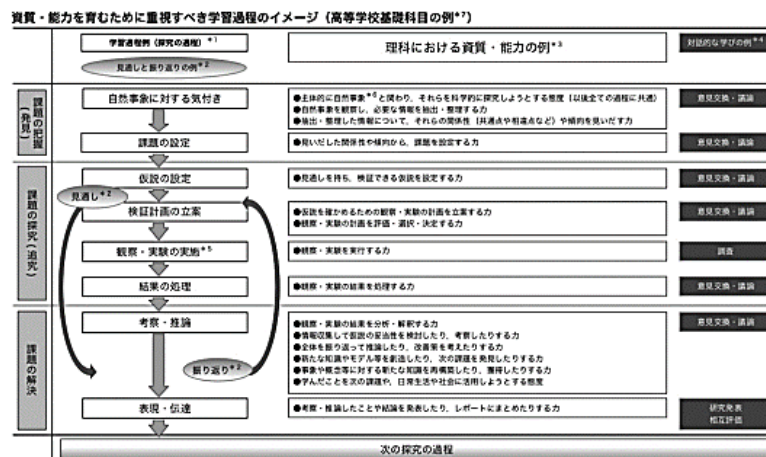 資質・能力を育むために重視すべき学習過程のイメージ（高等学校基礎科目の例*7）
学習過程例（探究の過程）*1
見通しと振り返りの例*2
理科における資質・能力の例*3
対話的な学びの例*4
課題の把握（発見）
自然事象に対する気付き
●主体的に自然事象*6と関わり、それらを科学的に探究しようとする態度（以後全ての過程に共通）
●自然事象を観察し、必要な情報を抽出・整理する力
●抽出・整理した情報について、それらの関係性（共通点や相違点など）や傾向を見いだす力
意見交換・議論
課題の設定
●見いだした関係性や傾向から、課題を設定する力
意見交換・議論
課題の探究（追究）
仮説の設定
●見通しを持ち、検証できる仮説を設定する力
意見交換・議論
見通し*2
検証計画の立案
●仮説を確かめるための観察・実験の計画を立案する力
●観察・実験の計画を評価・選択・決定する力
意見交換・議論
観察・実験の実施*5
●観察・実験を実行する力
調査
結果の処理
●観察・実験の結果を処理する力
意見交換・議論
課題の解決
考察・推論
●観察・実験の結果を分析・解釈する力
●情報収集して仮説の妥当性を検討したり、考察したりする力
●全体を振り返って推論したり、改善策を考えたりする力
●新たな知識やモデル等を創造したり、次の課題を発見したりする力
●事象や概念等に対する新たな知識を再構築したり、獲得したりする力
●学んだことを次の課題や、日常生活や社会に活用しようとする態度
意見交換・議論
振り返り*2
表現・伝達
●考察・推論したことや結論を発表したり、レポートにまとめたりする力
研究発表
相互評価
次の探究の過程